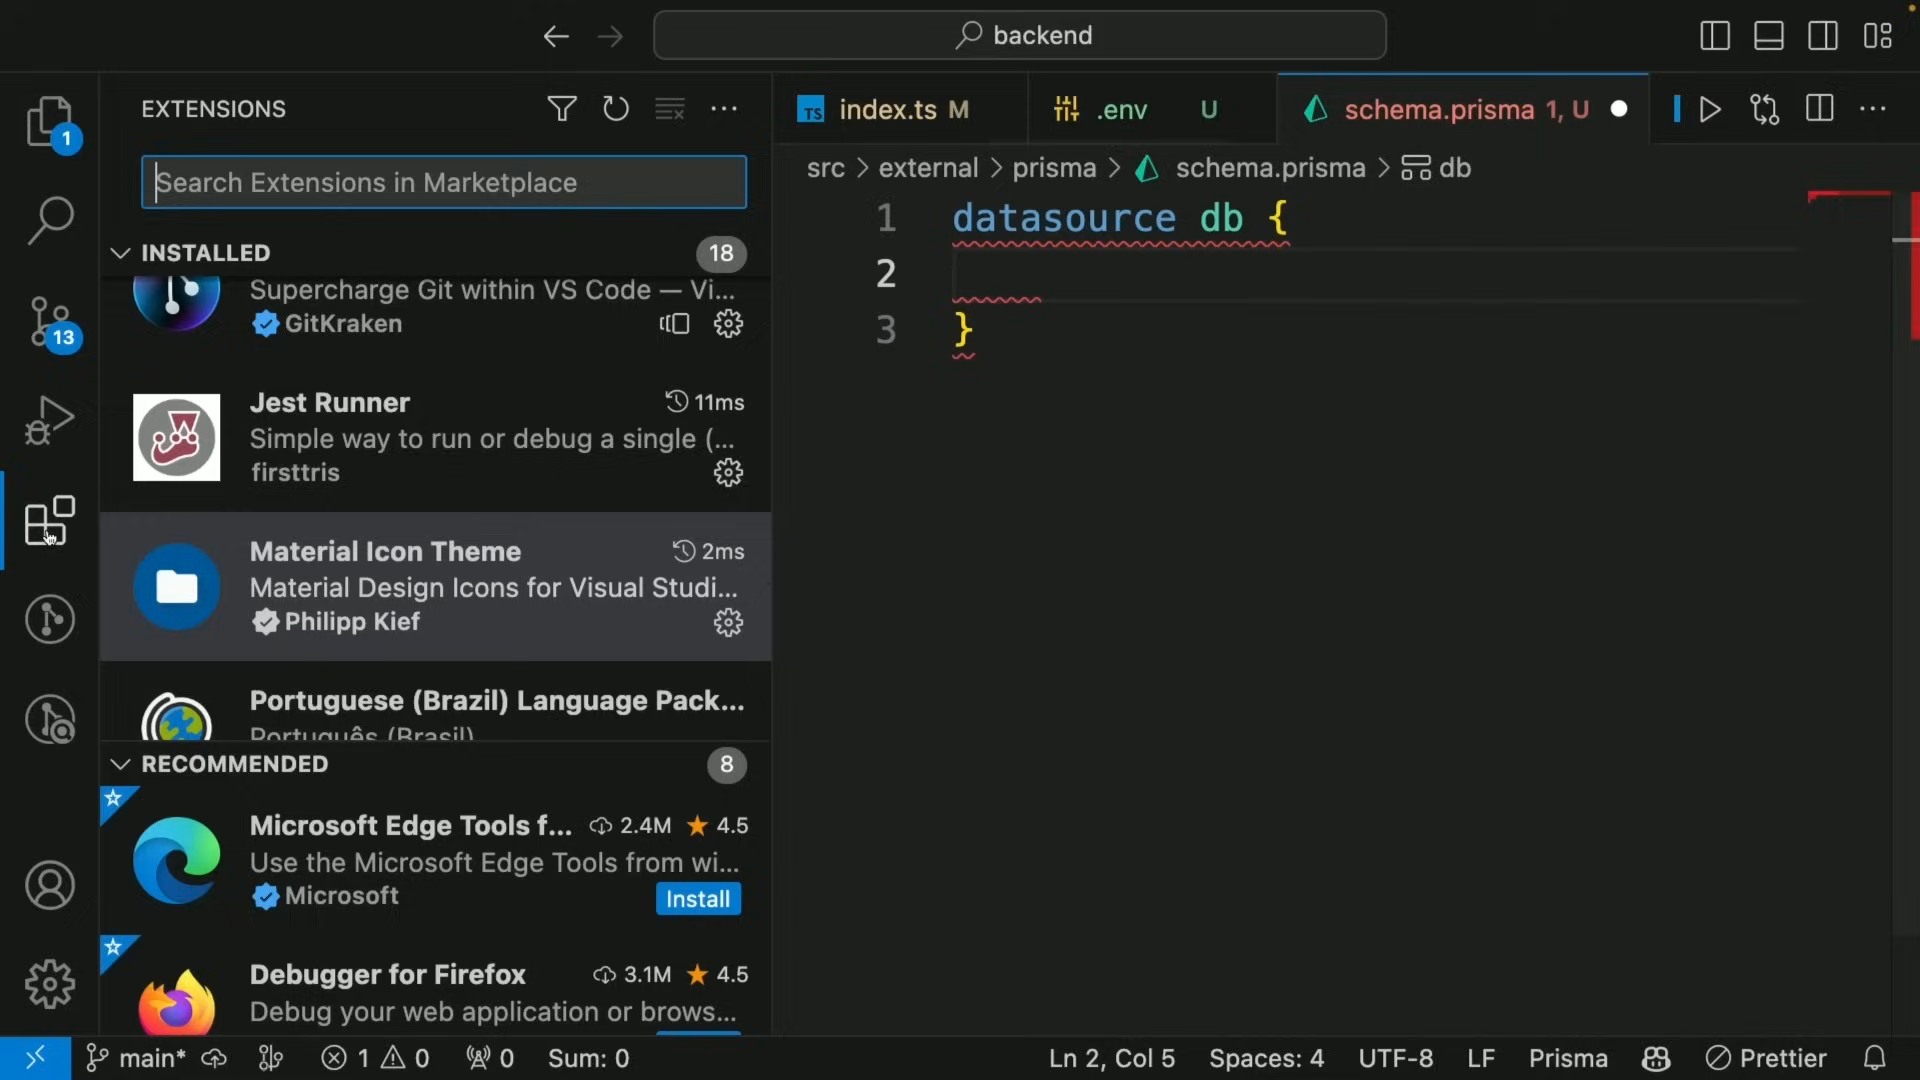 backend
EXTENSIONS
Search Extensions in Marketplace
INSTALLED 18
Supercharge Git within VS Code — Vi...
GitKraken
Jest Runner 11ms
Simple way to run or debug a single (...
firsttris
Material Icon Theme 2ms
Material Design Icons for Visual Studi...
Philipp Kief
Portuguese (Brazil) Language Pack...
Português (Brasil)
RECOMMENDED 8
Microsoft Edge Tools f... 2.4M ★ 4.5
Use the Microsoft Edge Tools from wi...
Microsoft Install
Debugger for Firefox 3.1M ★ 4.5
Debug your web application or brows...
1
13
TS index.ts M .env U schema.prisma 1, U
src > external > prisma > schema.prisma > db
1 datasource db {
2
3 }
main* 1 0 0 Sum: 0 Ln 2, Col 5 Spaces: 4 UTF-8 LF Prisma Prettier